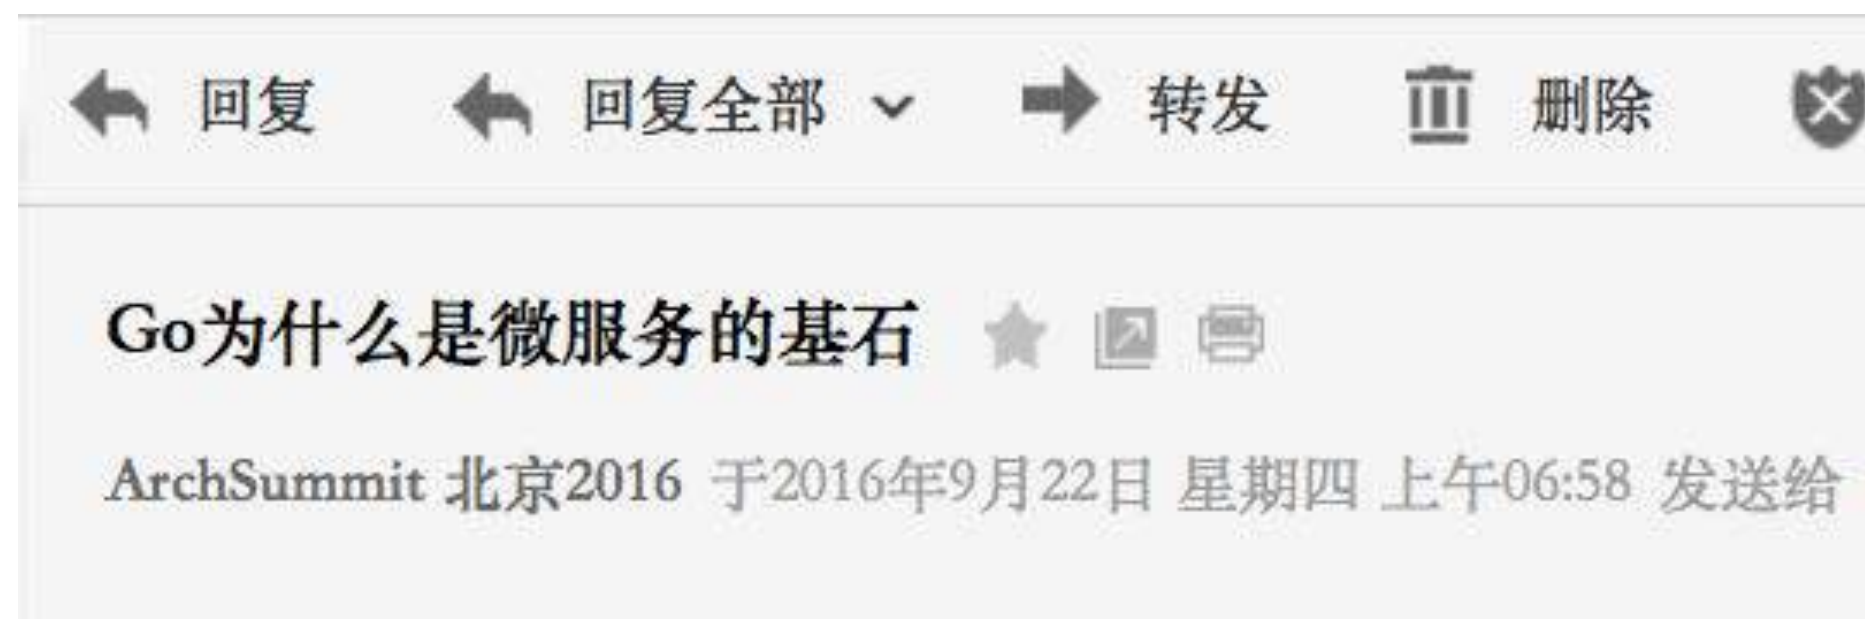 回复 回复全部 转发 删除
Go为什么是微服务的基石
ArchSummit 北京2016 于2016年9月22日 星期四 上午06:58 发送给